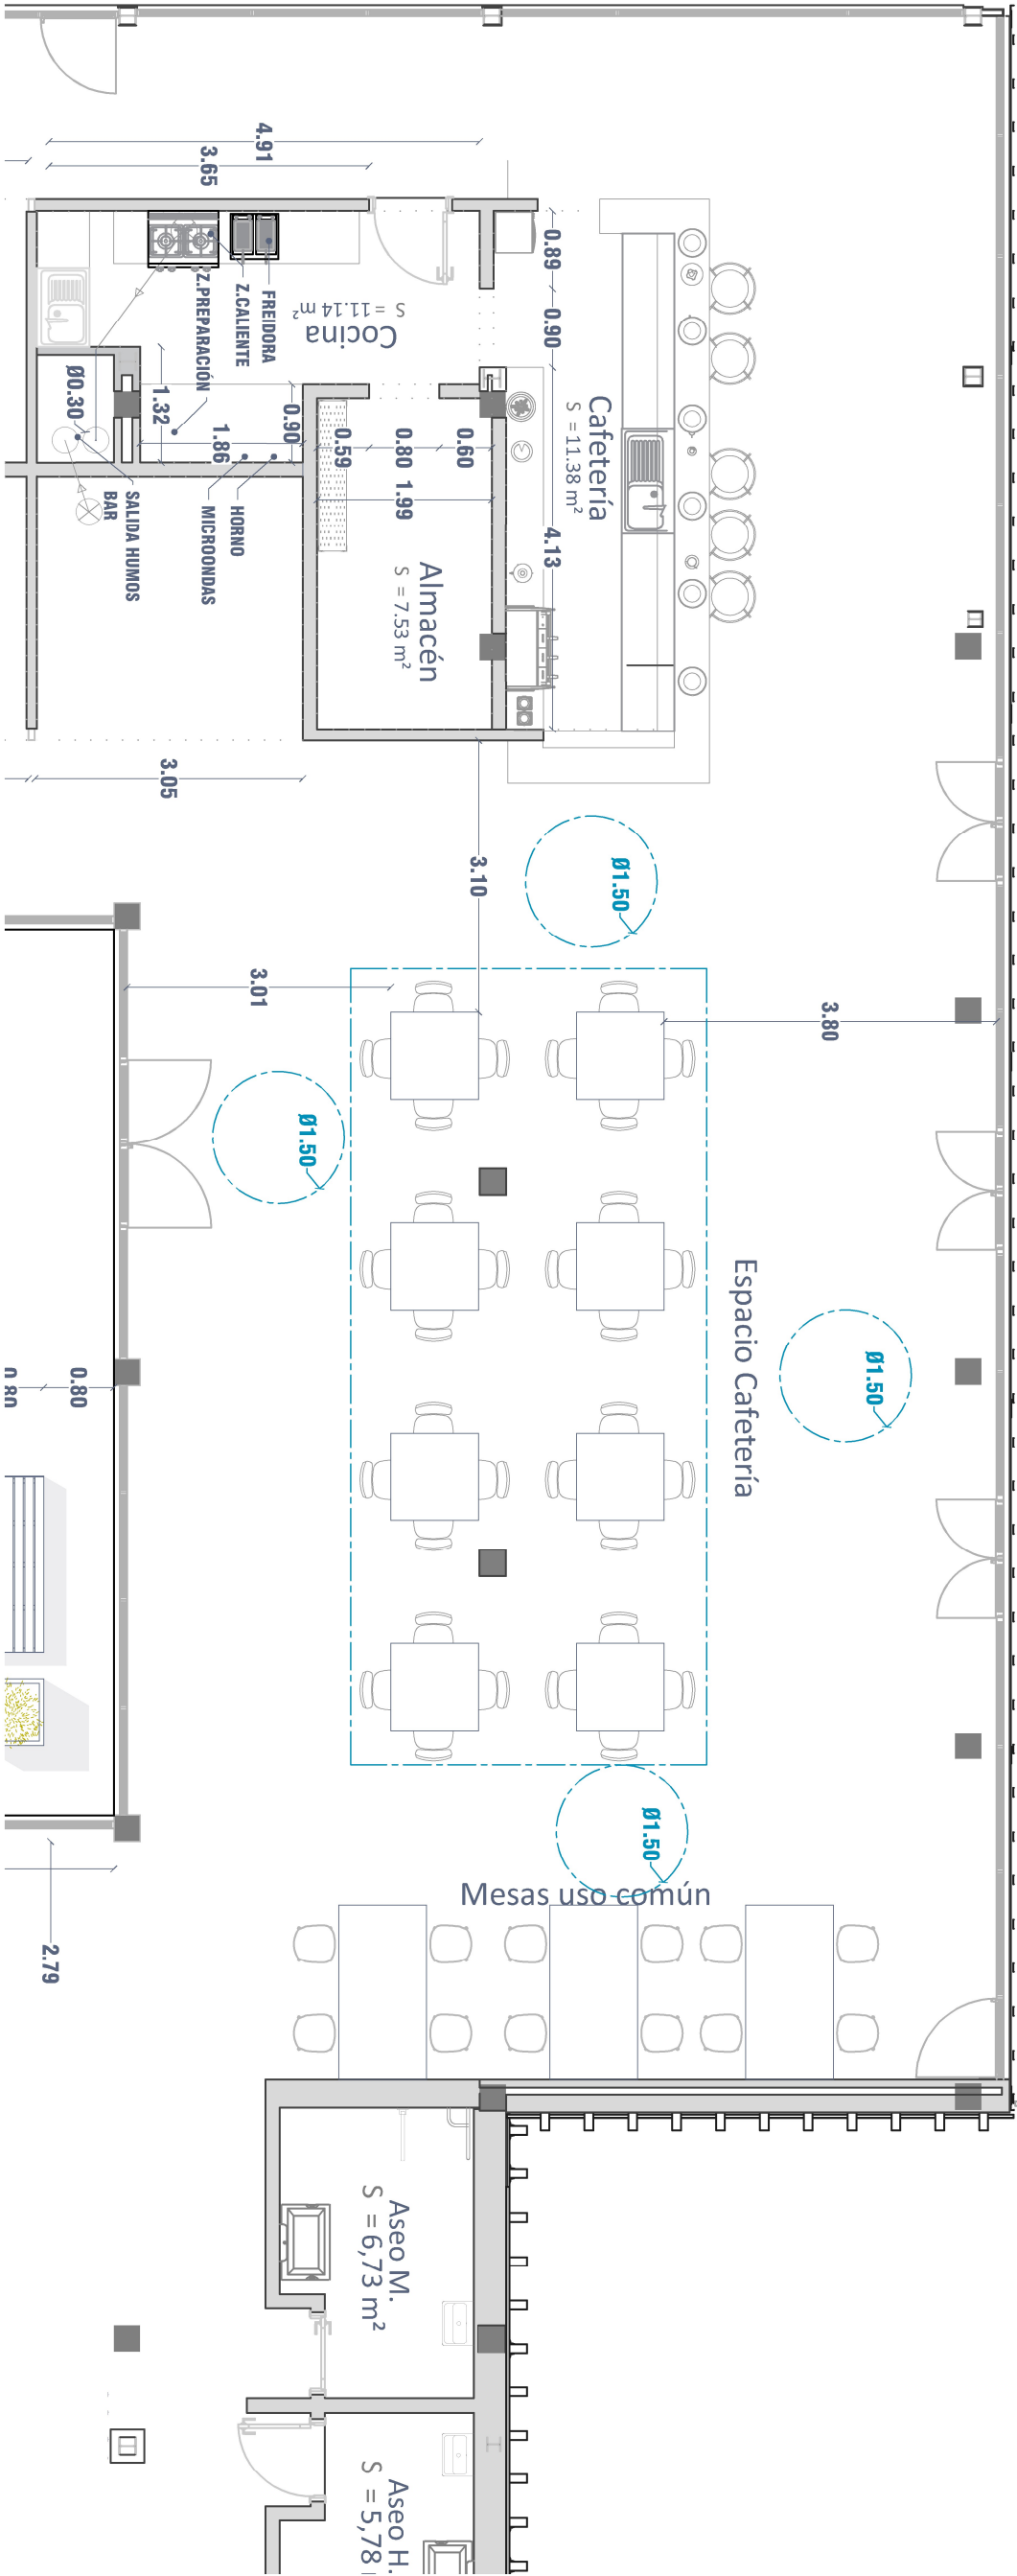 4.91
3.65
0.89
0.90
4.13
FREIDORA
Z.CALIENTE
Z.PREPARACIÓN
Cocina
S = 11.14 m²
Cafetería
S = 11.38 m²
Ø0.30
1.32
1.86
0.90
0.59
0.80
0.60
1.99
SALIDA HUMOS
BAR
HORNO
MICROONDAS
Almacén
S = 7.53 m²
3.05
3.10
Ø1.50
3.01
3.80
Ø1.50
Espacio Cafetería
Ø1.50
0.80
0.80
Ø1.50
Mesas uso común
2.79
Aseo M.
S = 6,73 m²
Aseo H.
S = 5,78